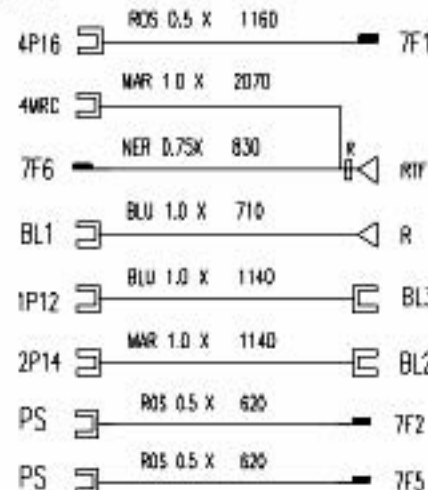 ROS 0.5 X 1160
4P16 7F1
MAR 1.0 X 2070
4MRC
NER 0.75X 830 R
7F6 RTF
BLU 1.0 X 710
BL1 R
BLU 1.0 X 1140
1P12 BL3
MAR 1.0 X 1140
2P14 BL2
ROS 0.5 X 620
PS 7F2
ROS 0.5 X 620
PS 7F5